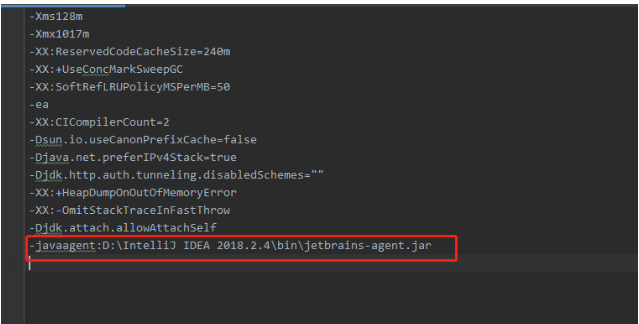 -Xms128m
-Xmx1017m
-XX:ReservedCodeCacheSize=240m
-XX:+UseConcMarkSweepGC
-XX:SoftRefLRUPolicyMSPerMB=50
-ea
-XX:CICompilerCount=2
-Dsun.io.useCanonPrefixCache=false
-Djava.net.preferIPv4Stack=true
-Djdk.http.auth.tunneling.disabledSchemes=""
-XX:+HeapDumpOnOutOfMemoryError
-XX:-OmitStackTraceInFastThrow
-Djdk.attach.allowAttachSelf
-javaagent:D:\IntelliJ IDEA 2018.2.4\bin\jetbrains-agent.jar